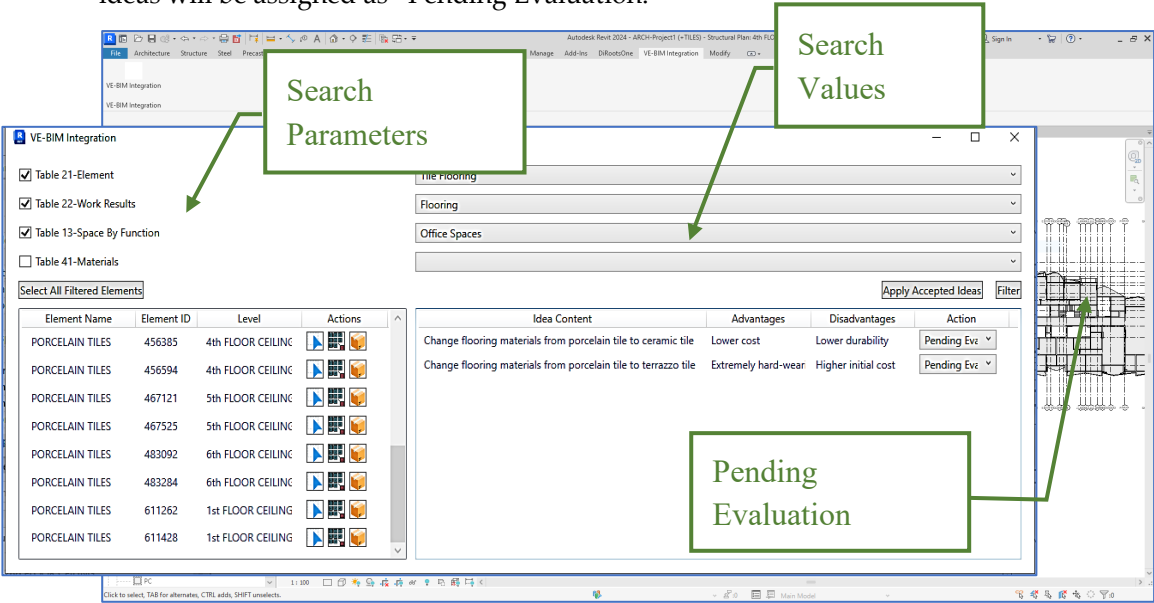 Ideas will be assigned as "Pending Evaluation.
Autodesk Revit 2024 - ARCH-Project1 (+TILES) - Structural Plan: 4th FLO
Sign In
File Architecture Structure Steel Precast Manage Add-Ins DiRootsOne VE-BIM Integration Modify
VE-BIM Integration
VE-BIM Integration
Search
Parameters
Search
Values
VE-BIM Integration
Table 21-Element Tile Flooring
Table 22-Work Results Flooring
Table 13-Space By Function Office Spaces
Table 41-Materials
Select All Filtered Elements Apply Accepted Ideas Filter
Element Name Element ID Level Actions Idea Content Advantages Disadvantages Action
PORCELAIN TILES 456385 4th FLOOR CEILING Change flooring materials from porcelain tile to ceramic tile Lower cost Lower durability Pending Eva
PORCELAIN TILES 456594 4th FLOOR CEILING Change flooring materials from porcelain tile to terrazzo tile Extremely hard-wear Higher initial cost Pending Eva
PORCELAIN TILES 467121 5th FLOOR CEILING
PORCELAIN TILES 467525 5th FLOOR CEILING
PORCELAIN TILES 483092 6th FLOOR CEILING
PORCELAIN TILES 483284 6th FLOOR CEILING
PORCELAIN TILES 611262 1st FLOOR CEILING
PORCELAIN TILES 611428 1st FLOOR CEILING
Pending
Evaluation
PC
1 : 100
Click to select, TAB for alternates, CTRL adds, SHIFT unselects. :0 Main Model :0